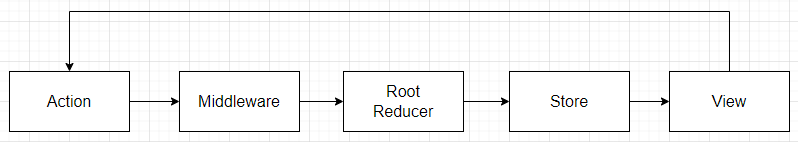 Action
Middleware
Root
Reducer
Store
View